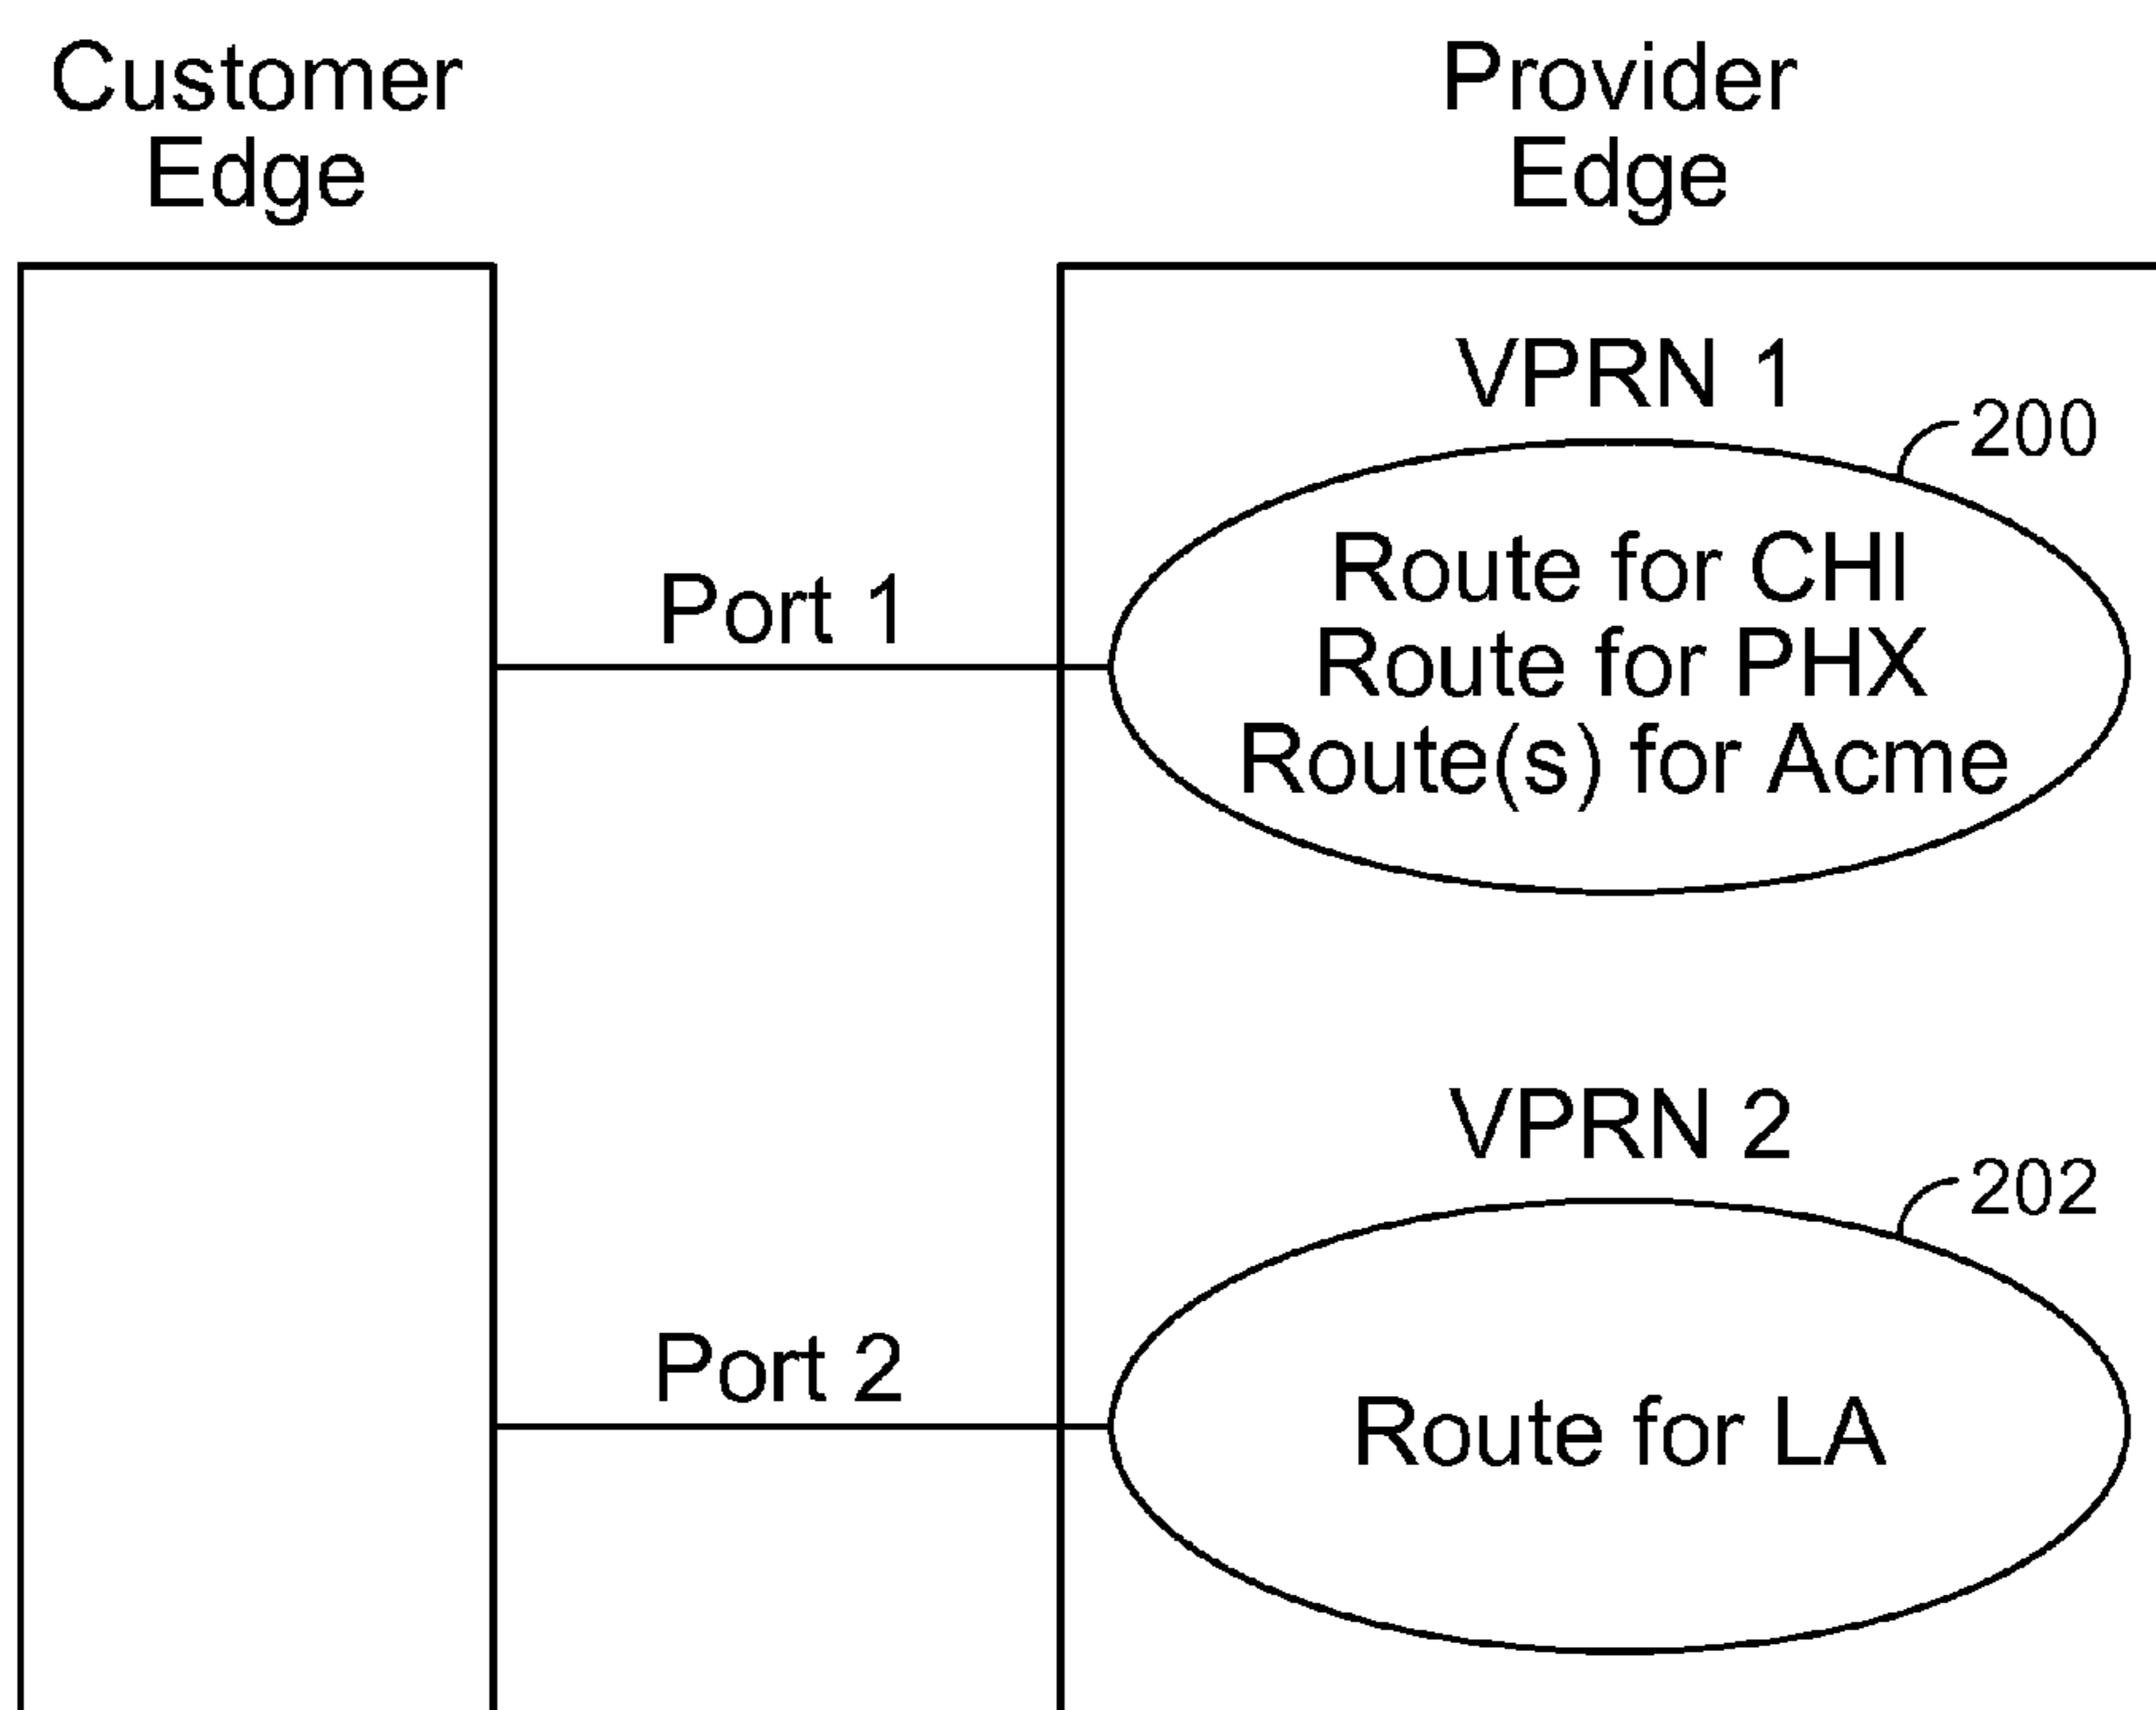 Customer
Edge
Provider
Edge
VPRN 1
200
Route for CHI
Route for PHX
Route(s) for Acme
Port 1
VPRN 2
202
Port 2
Route for LA